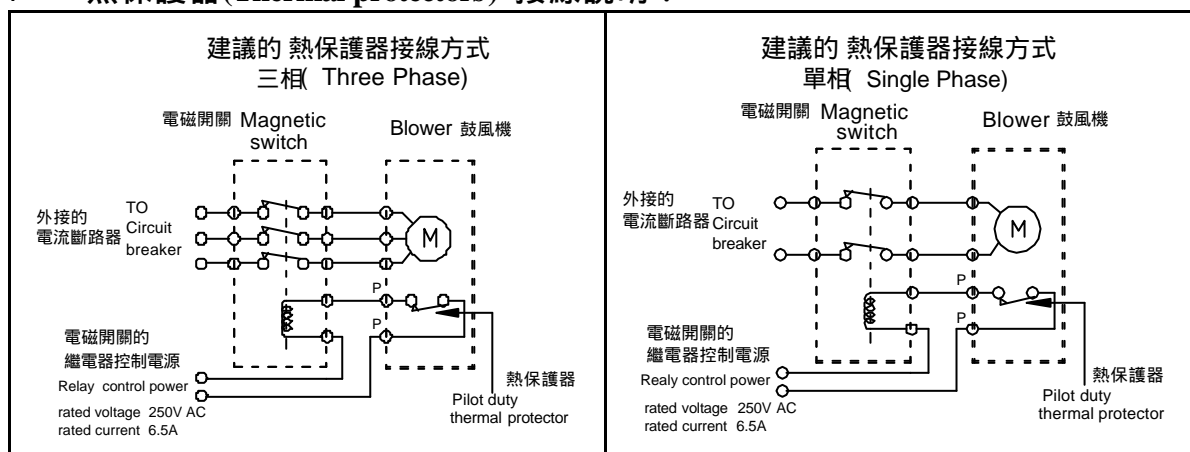 熱保護器(Thermal protectors)接線說明:
建議的 熱保護器接線方式
三相( Three Phase)
電磁開關 Magnetic
switch
Blower 鼓風機
外接的
電流斷路器
TO
Circuit
breaker
M
P
P
電磁開關的
繼電器控制電源
Relay control power
rated voltage 250V AC
rated current 6.5A
熱保護器
Pilot duty
thermal protector
建議的 熱保護器接線方式
單相( Single Phase)
電磁開關 Magnetic
switch
Blower 鼓風機
外接的
電流斷路器
TO
Circuit
breaker
M
P
P
電磁開關的
繼電器控制電源
Realy control power
rated voltage 250V AC
rated current 6.5A
熱保護器
Pilot duty
thermal protector